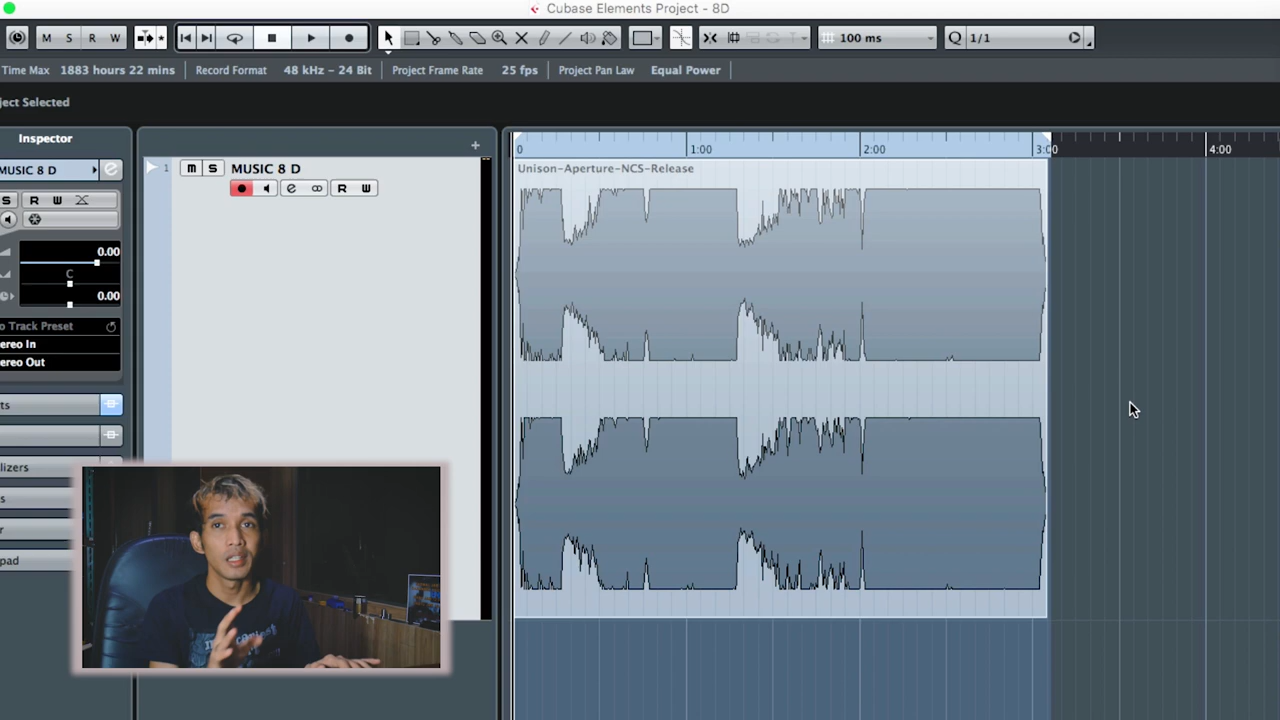 Cubase Elements Project - 8D
M S R W
100 ms
Q 1/1
Time Max 1883 hours 22 mins Record Format 48 kHz - 24 Bit Project Frame Rate 25 fps Project Pan Law Equal Power
ject Selected
Inspector
MUSIC 8 D
S R W
0.00
C
0.00
o Track Preset
ereo In
ereo Out
ts
lizers
s
r
pad
1 m S MUSIC 8 D
e R W
0 1:00 2:00 3:00 4:00
Unison-Aperture-NCS-Release